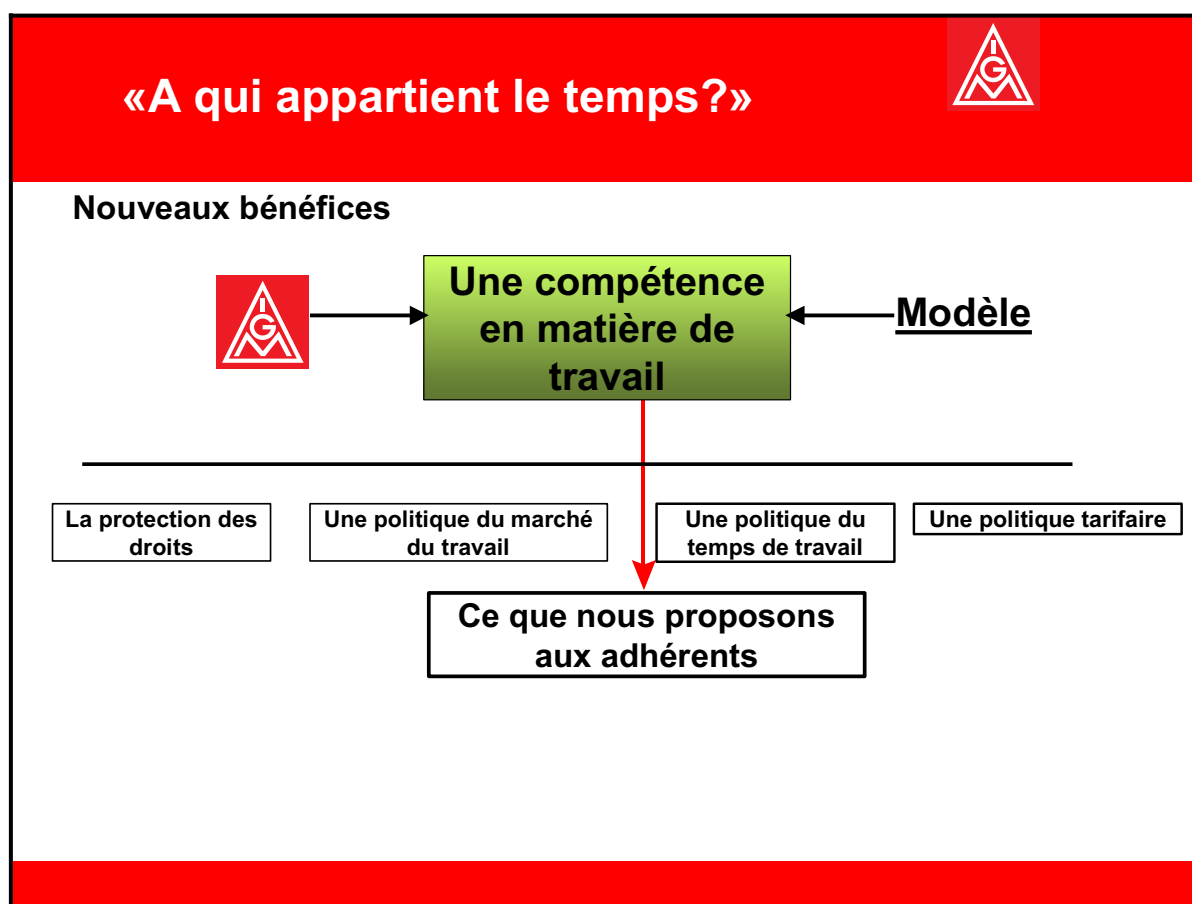 «A qui appartient le temps?»
IGM
Nouveaux bénéfices
IGM
Une compétence
en matière de
travail
Modèle
La protection des
droits
Une politique du marché
du travail
Une politique du
temps de travail
Une politique tarifaire
Ce que nous proposons
aux adhérents